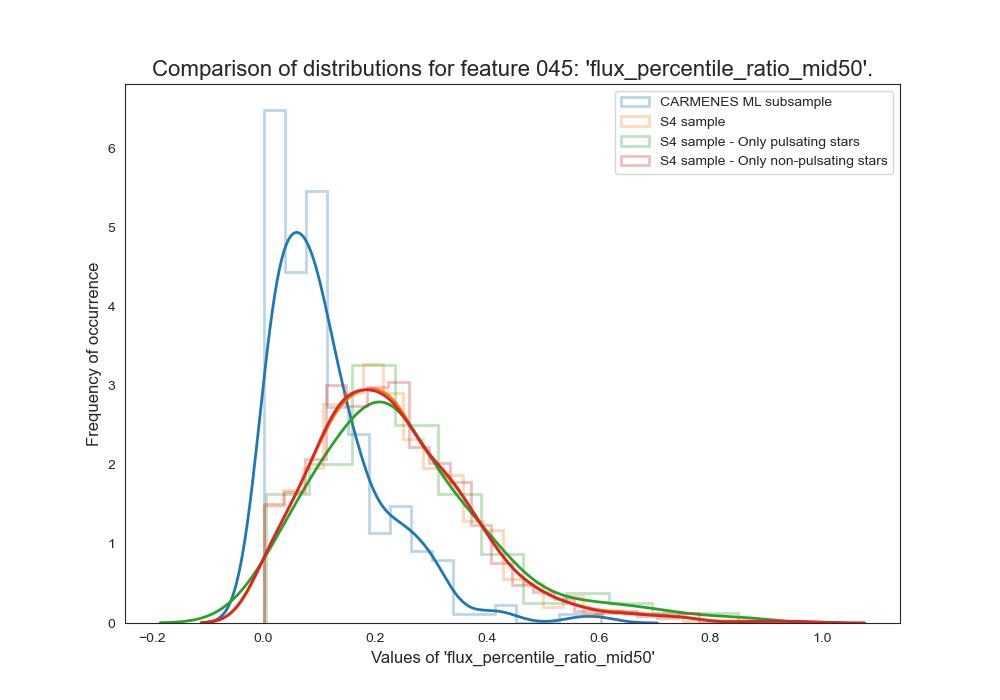 Comparison of distributions for feature 045: 'flux_percentile_ratio_mid50'.
CARMENES ML subsample
S4 sample
S4 sample - Only pulsating stars
S4 sample - Only non-pulsating stars
Frequency of occurrence
6
5
4
3
2
1
0
−0.2 0.0 0.2 0.4 0.6 0.8 1.0
Values of 'flux_percentile_ratio_mid50'